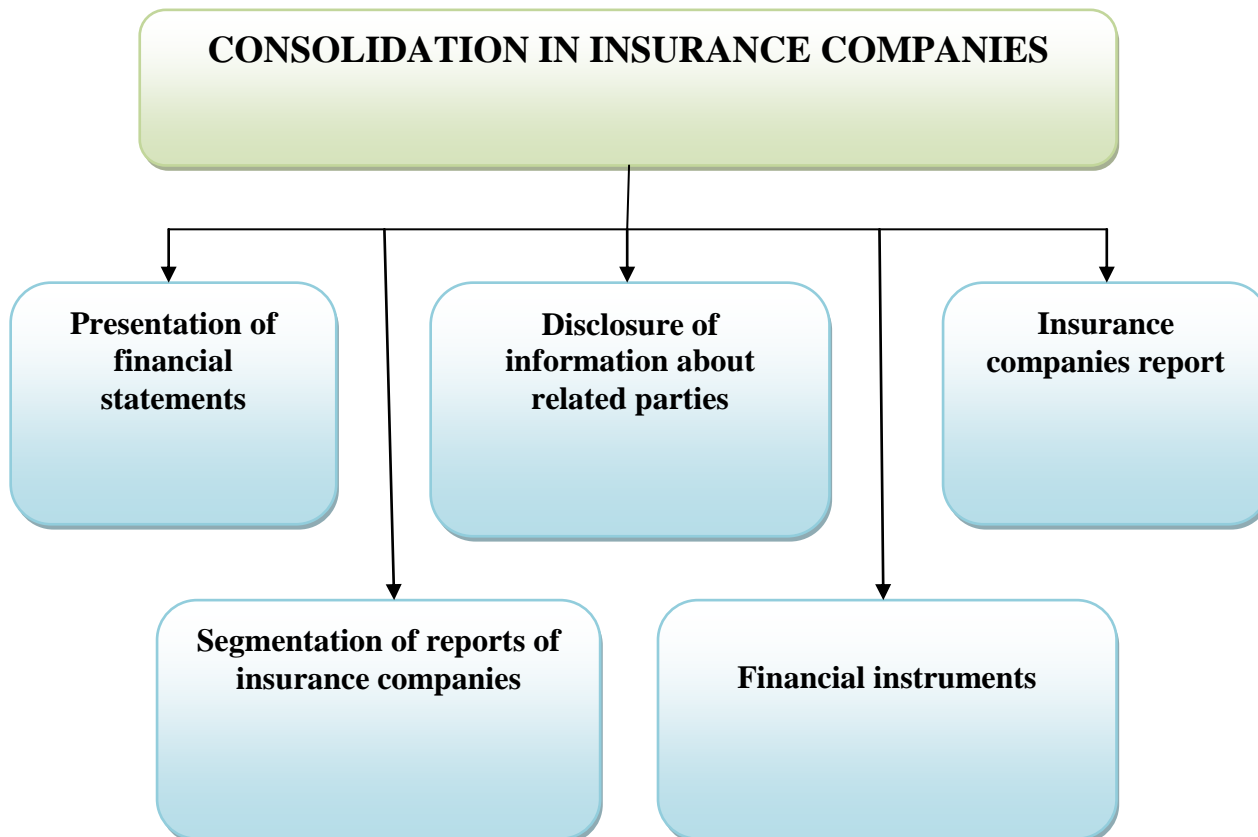 CONSOLIDATION IN INSURANCE COMPANIES
Presentation of
financial
statements
Disclosure of
information about
related parties
Insurance
companies report
Segmentation of reports of
insurance companies
Financial instruments